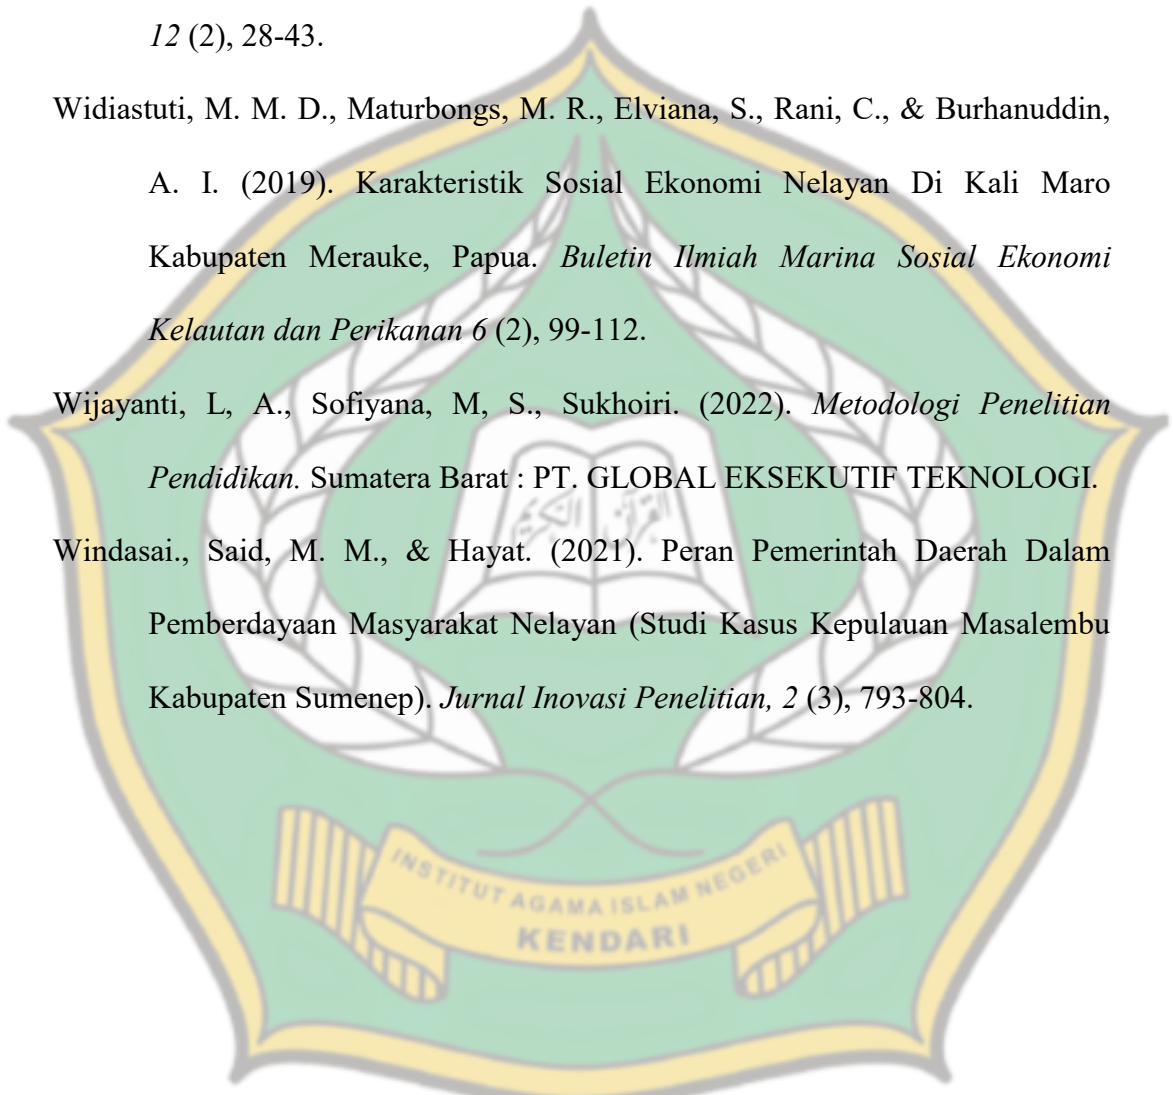 12 (2), 28-43.
Widiastuti, M. M. D., Maturbongs, M. R., Elviana, S., Rani, C., & Burhanuddin,
A. I. (2019). Karakteristik Sosial Ekonomi Nelayan Di Kali Maro
Kabupaten Merauke, Papua. Buletin Ilmiah Marina Sosial Ekonomi
Kelautan dan Perikanan 6 (2), 99-112.
Wijayanti, L, A., Sofiyana, M, S., Sukhoiri. (2022). Metodologi Penelitian
Pendidikan. Sumatera Barat : PT. GLOBAL EKSEKUTIF TEKNOLOGI.
القرآن الكريم
Windasai., Said, M. M., & Hayat. (2021). Peran Pemerintah Daerah Dalam
Pemberdayaan Masyarakat Nelayan (Studi Kasus Kepulauan Masalembu
Kabupaten Sumenep). Jurnal Inovasi Penelitian, 2 (3), 793-804.
INSTITUT AGAMA ISLAM NEGERI
KENDARI